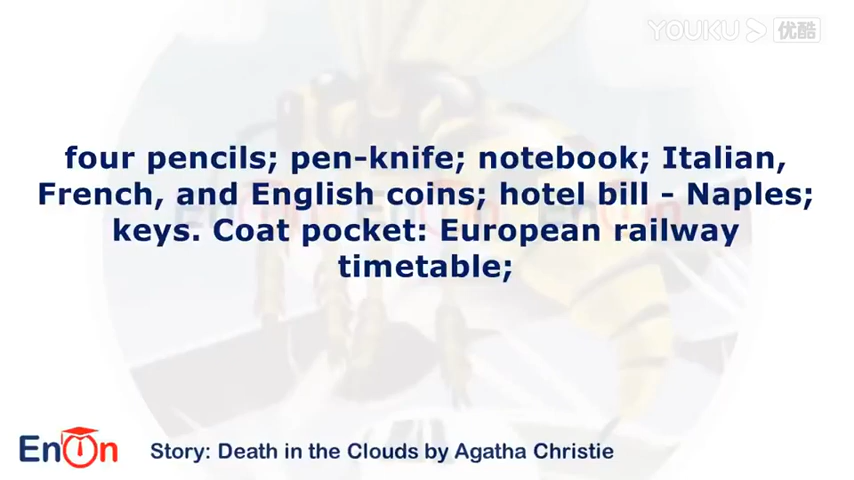 YOUKU 优酷
four pencils; pen-knife; notebook; Italian,
French, and English coins; hotel bill - Naples;
keys. Coat pocket: European railway
timetable;
EnOn
Story: Death in the Clouds by Agatha Christie